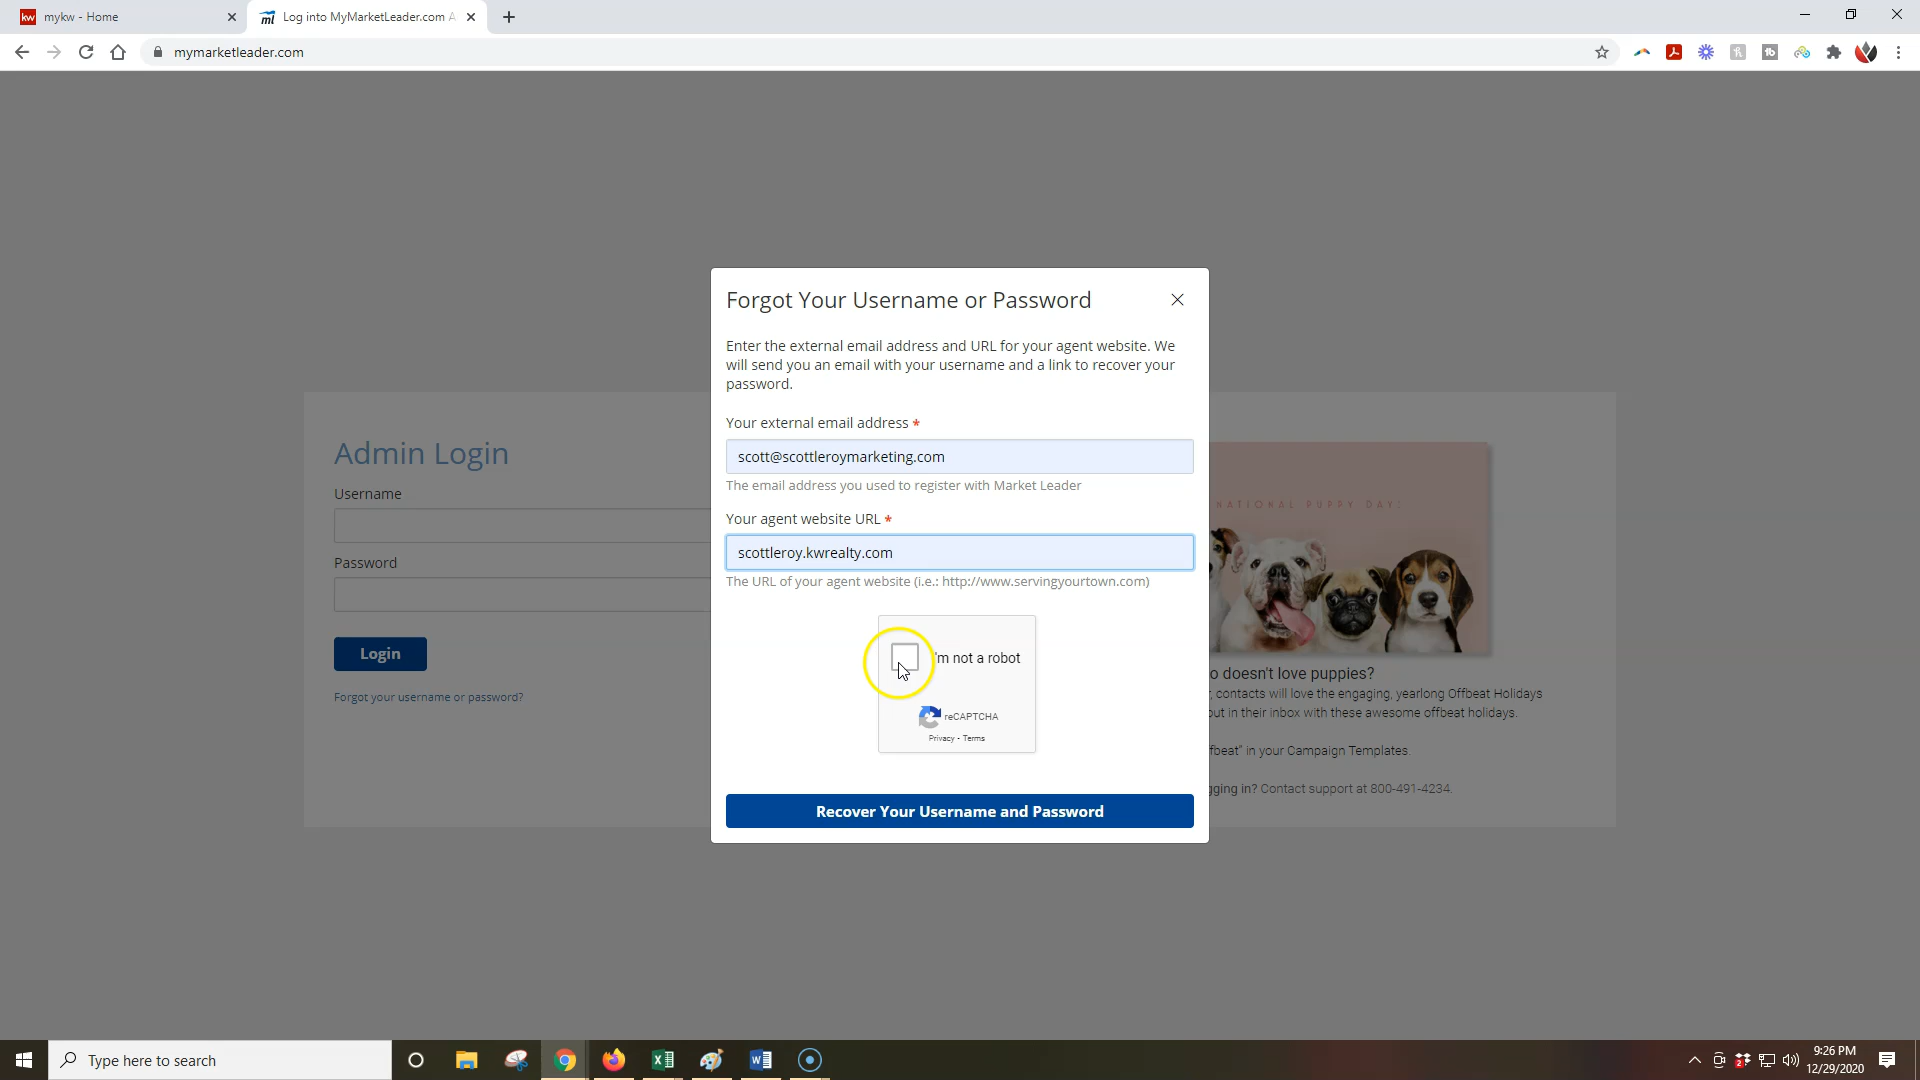 kw mykw - Home
ml Log into MyMarketLeader.com A
mymarketleader.com
Forgot Your Username or Password
Enter the external email address and URL for your agent website. We
will send you an email with your username and a link to recover your
password.
Your external email address *
scott@scottleroymarketing.com
The email address you used to register with Market Leader
Your agent website URL *
scottleroy.kwrealty.com
The URL of your agent website (i.e.: http://www.servingyourtown.com)
'm not a robot
reCAPTCHA
Privacy - Terms
Recover Your Username and Password
Admin Login
Username
Password
Login
Forgot your username or password?
NATIONAL PUPPY DAY!
o doesn't love puppies?
, contacts will love the engaging, yearlong Offbeat Holidays
out in their inbox with these awesome offbeat holidays.
fbeat" in your Campaign Templates.
gging in? Contact support at 800-491-4234.
Type here to search
9:26 PM
12/29/2020